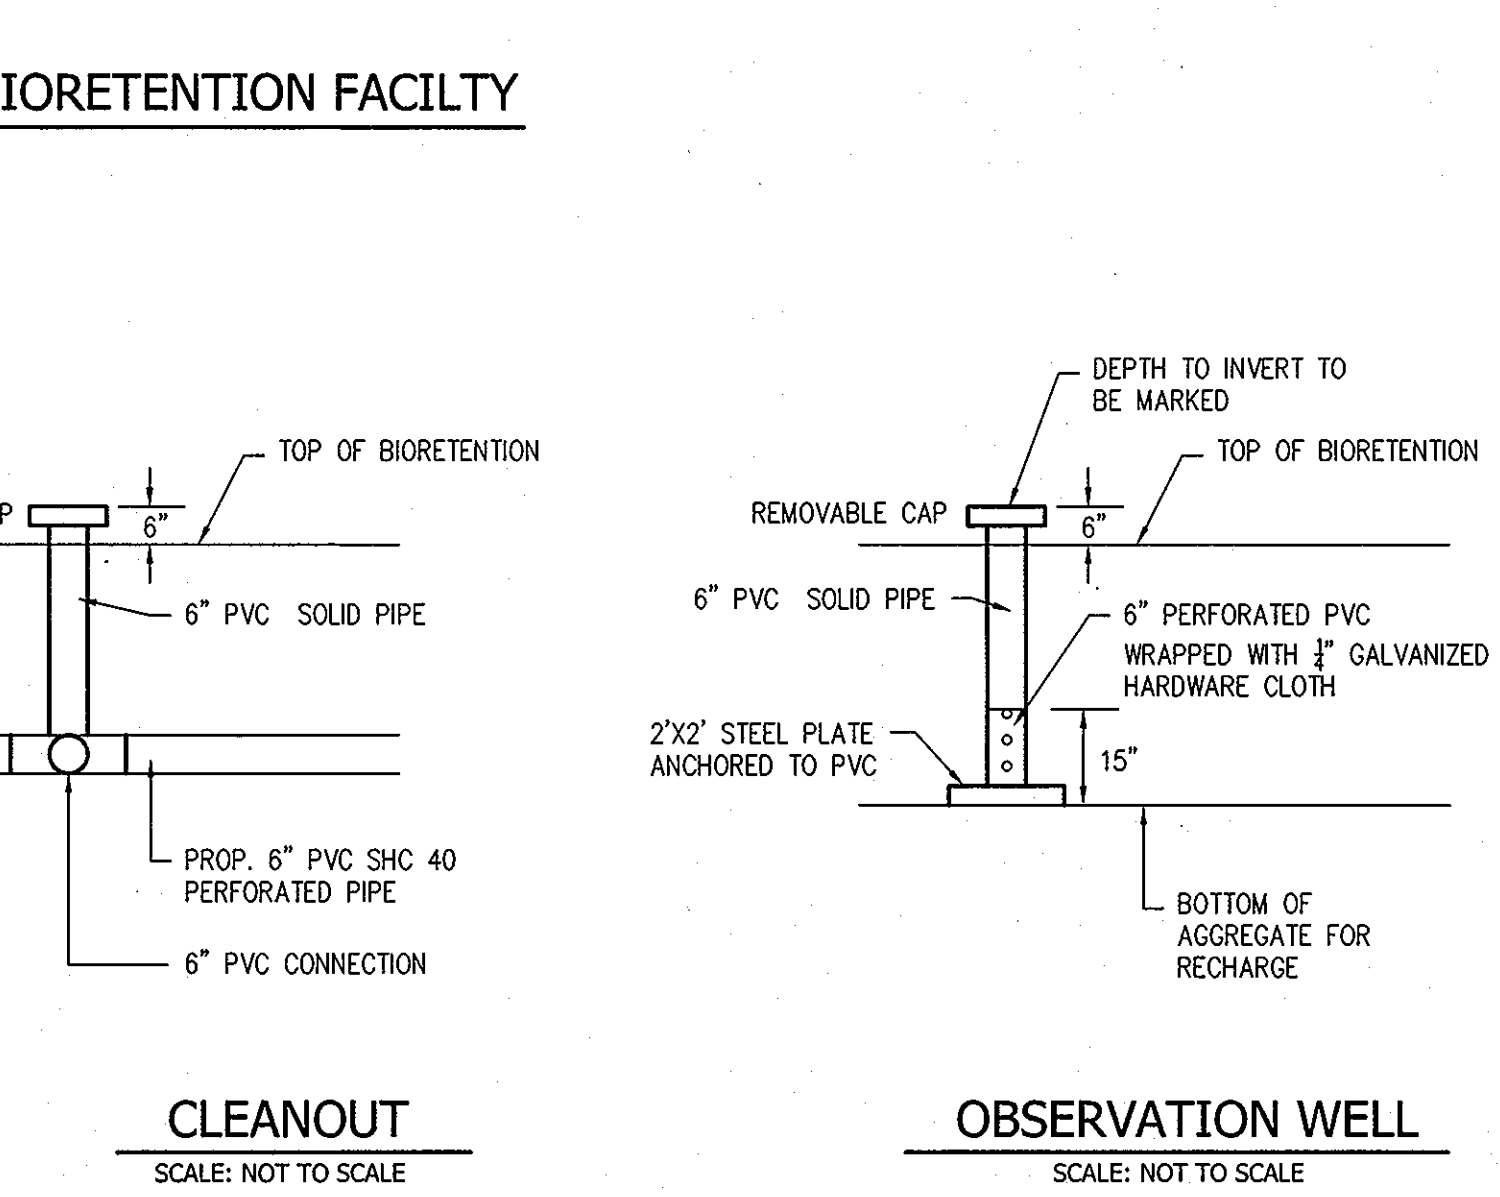 IORETENTION FACILTY
TOP OF BIORETENTION
P
6"
6" PVC SOLID PIPE
PROP. 6" PVC SHC 40
PERFORATED PIPE
6" PVC CONNECTION
CLEANOUT
SCALE: NOT TO SCALE
DEPTH TO INVERT TO
BE MARKED
TOP OF BIORETENTION
REMOVABLE CAP
6"
6" PVC SOLID PIPE
6" PERFORATED PVC
WRAPPED WITH 1/4" GALVANIZED
HARDWARE CLOTH
2'X2' STEEL PLATE
ANCHORED TO PVC
15"
BOTTOM OF
AGGREGATE FOR
RECHARGE
OBSERVATION WELL
SCALE: NOT TO SCALE